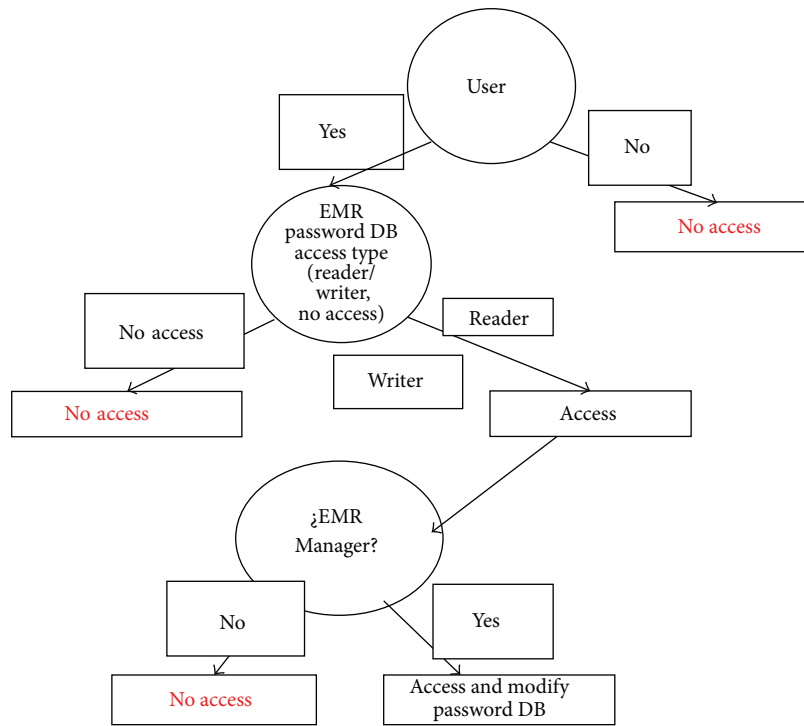 User
Yes
No
No access
EMR
password DB
access type
(reader/
writer,
no access)
No access
Reader
Writer
No access
Access
¿EMR
Manager?
No
Yes
No access
Access and modify
password DB